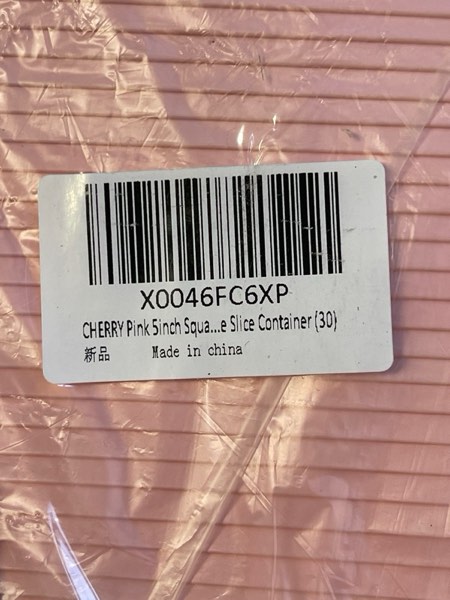 X0046FC6XP
CHERRY Pink 5inch Squa...e Slice Container (30)
新品 Made in china